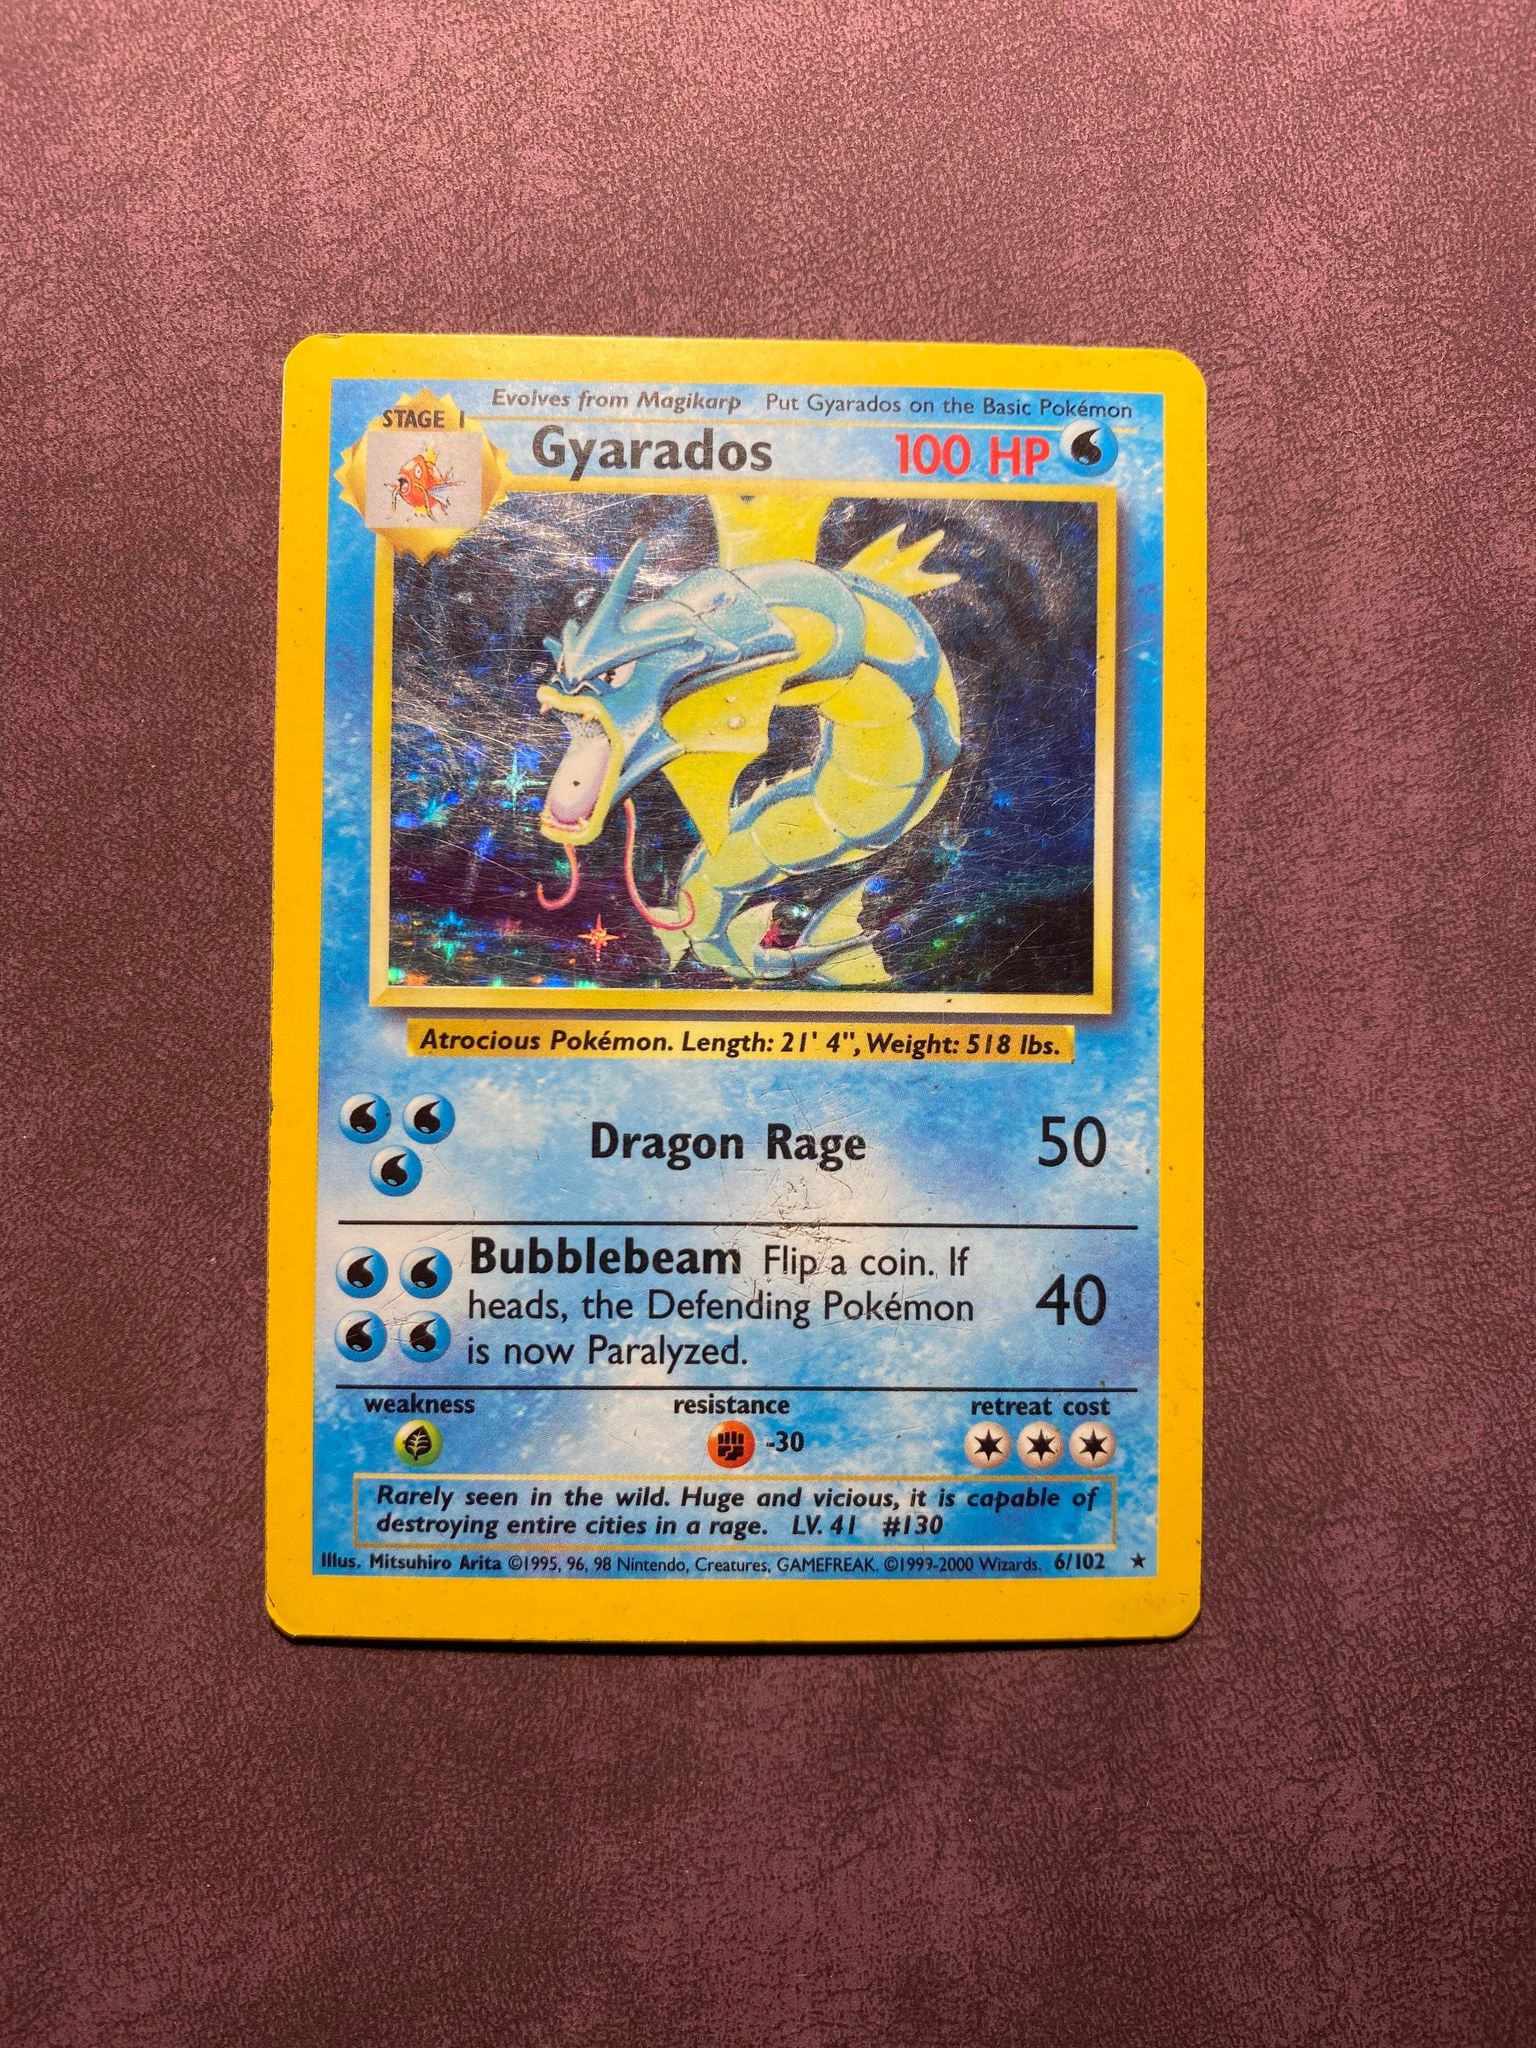 Evolves from Magikarp Put Gyarados on the Basic Pokémon
STAGE 1
Gyarados 100 HP
Atrocious Pokémon. Length: 21' 4", Weight: 518 lbs.
Dragon Rage 50
Bubblebeam Flip a coin. If
heads, the Defending Pokémon
is now Paralyzed.
40
weakness resistance retreat cost
-30
Rarely seen in the wild. Huge and vicious, it is capable of
destroying entire cities in a rage. LV. 41 #130
Illus. Mitsuhiro Arita ©1995, 96, 98 Nintendo, Creatures, GAMEFREAK. ©1999-2000 Wizards. 6/102 ★